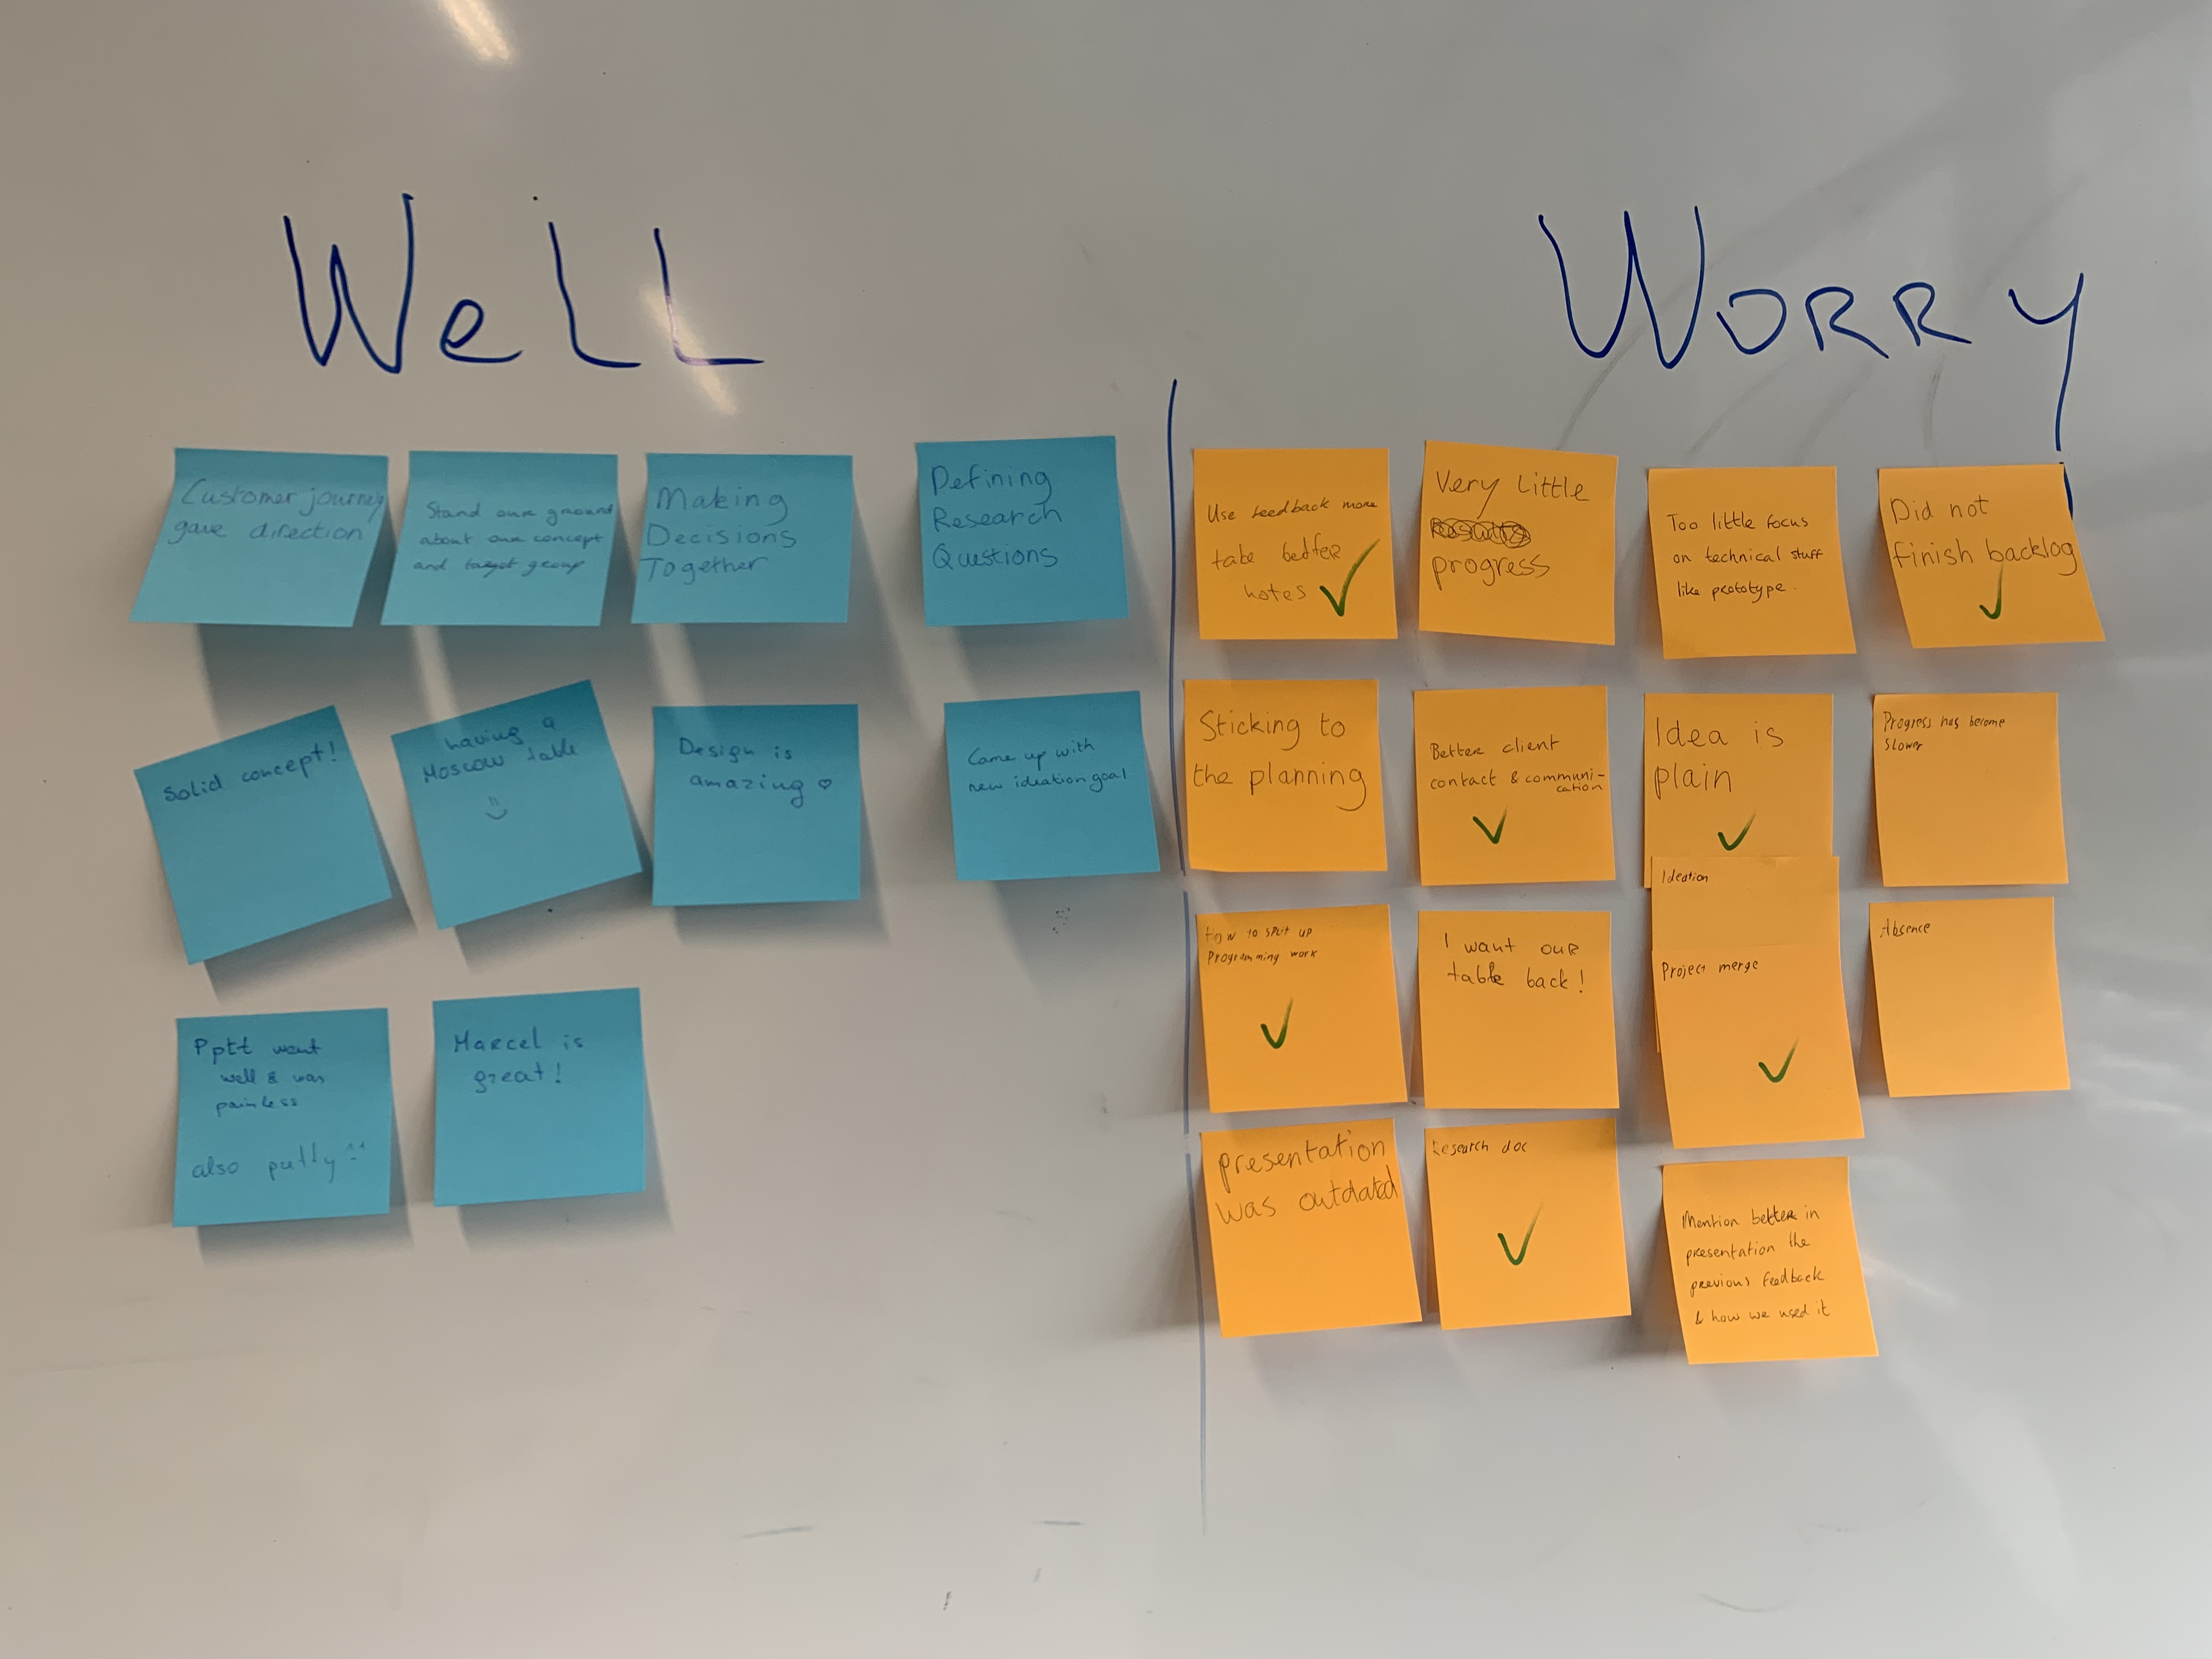 Well
Worry
Customer journey
gave direction
Stand our ground
about our concept
and target group
Making
Decisions
Together
Defining
Research
Questions
Solid concept!
having a
Moscow table
Design is
amazing ♡
Came up with
new ideation goal
Pptt went
well & was
painless
also
Marcel is
great!
Use feedback more
take better
notes ✓
Very little
progress
Too little focus
on technical stuff
like prototype.
Did not
finish backlog
✓
Sticking to
the planning
Better client
contact & communi-
cation
✓
Idea is
plain
✓
Progress has become
slower
How to split up
Programming work
✓
I want our
table back!
Ideation
Project merge
✓
Absence
presentation
was outdated
Research doc
✓
Mention better in
presentation the
previous feedback
& how we used it